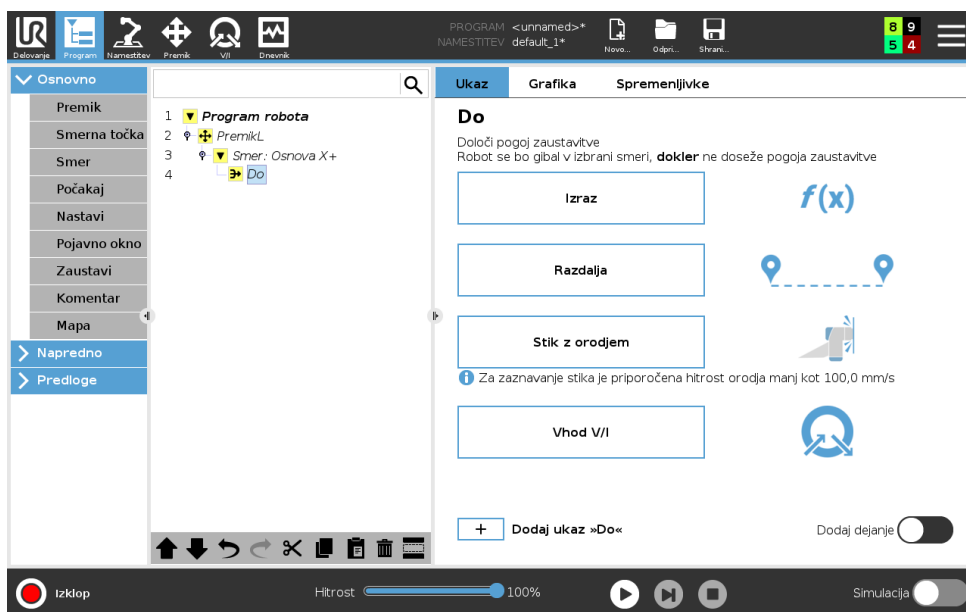 UR
PROGRAM <unnamed>*
NAMESTITEV default_1*
Delovanje Program Namestitev Premik V/I Dnevnik Novo... Odpri... Shrani...
8 9
5 4
Osnovno
Premik
Smerna točka
Smer
Počakaj
Nastavi
Pojavno okno
Zaustavi
Komentar
Mapa
Napredno
Predloge
1 Program robota
2 PremikL
3 Smer: Osnova X+
4 Do
Ukaz Grafika Spremenljivke
Do
Določi pogoj zaustavitve
Robot se bo gibal v izbrani smeri, dokler ne doseže pogoja zaustavitve
Izraz f(x)
Razdalja
Stik z orodjem
i Za zaznavanje stika je priporočena hitrost orodja manj kot 100,0 mm/s
Vhod V/I
+ Dodaj ukaz »Do« Dodaj dejanje
Izklop Hitrost 100% Simulacija